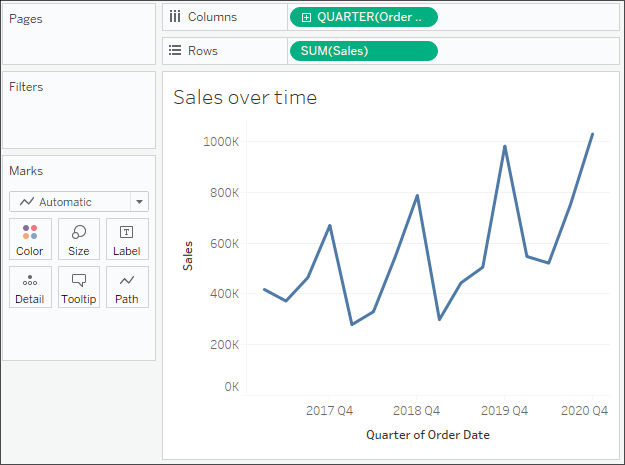 Pages
Columns
QUARTER(Order ..
Rows
SUM(Sales)
Filters
Marks
Automatic
Color
Size
Label
Detail
Tooltip
Path
Sales over time
1000K
800K
600K
400K
200K
0K
Sales
2017 Q4
2018 Q4
2019 Q4
2020 Q4
Quarter of Order Date